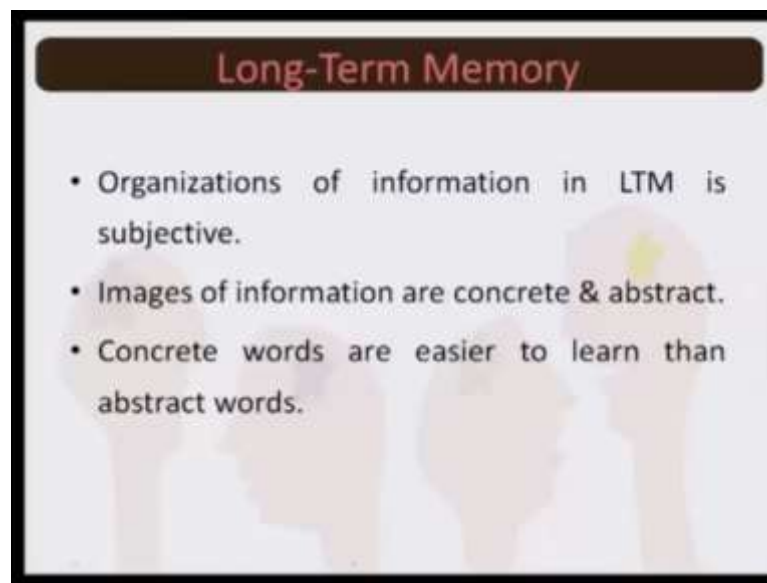 Long-Term Memory
• Organizations of information in LTM is
subjective.
• Images of information are concrete & abstract.
• Concrete words are easier to learn than
abstract words.